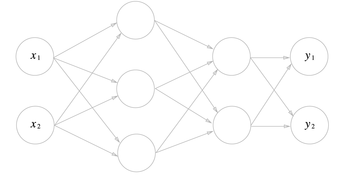 x₁ y₁
x₂ y₂